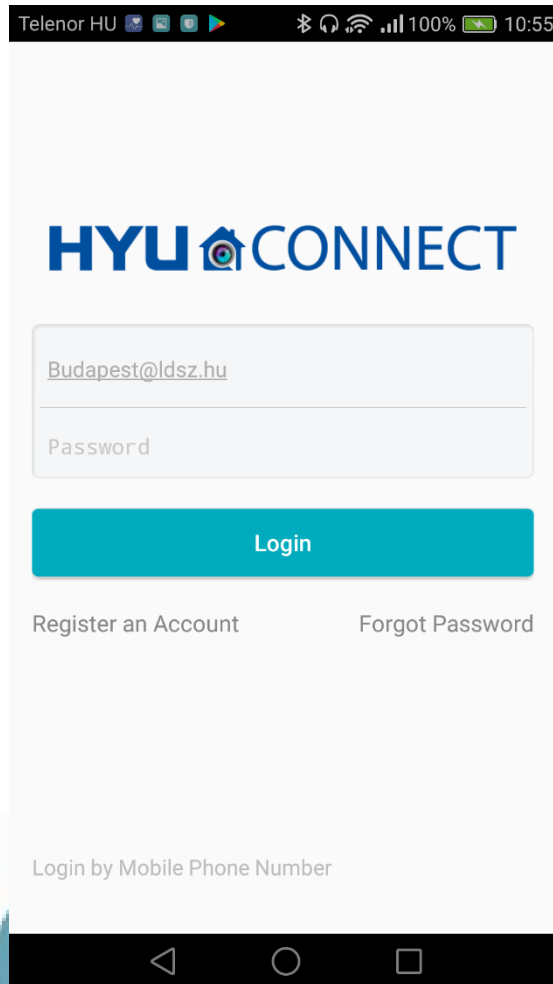 Telenor HU 100% 10:55
HYU CONNECT
Budapest@ldsz.hu
Password
Login
Register an Account Forgot Password
Login by Mobile Phone Number